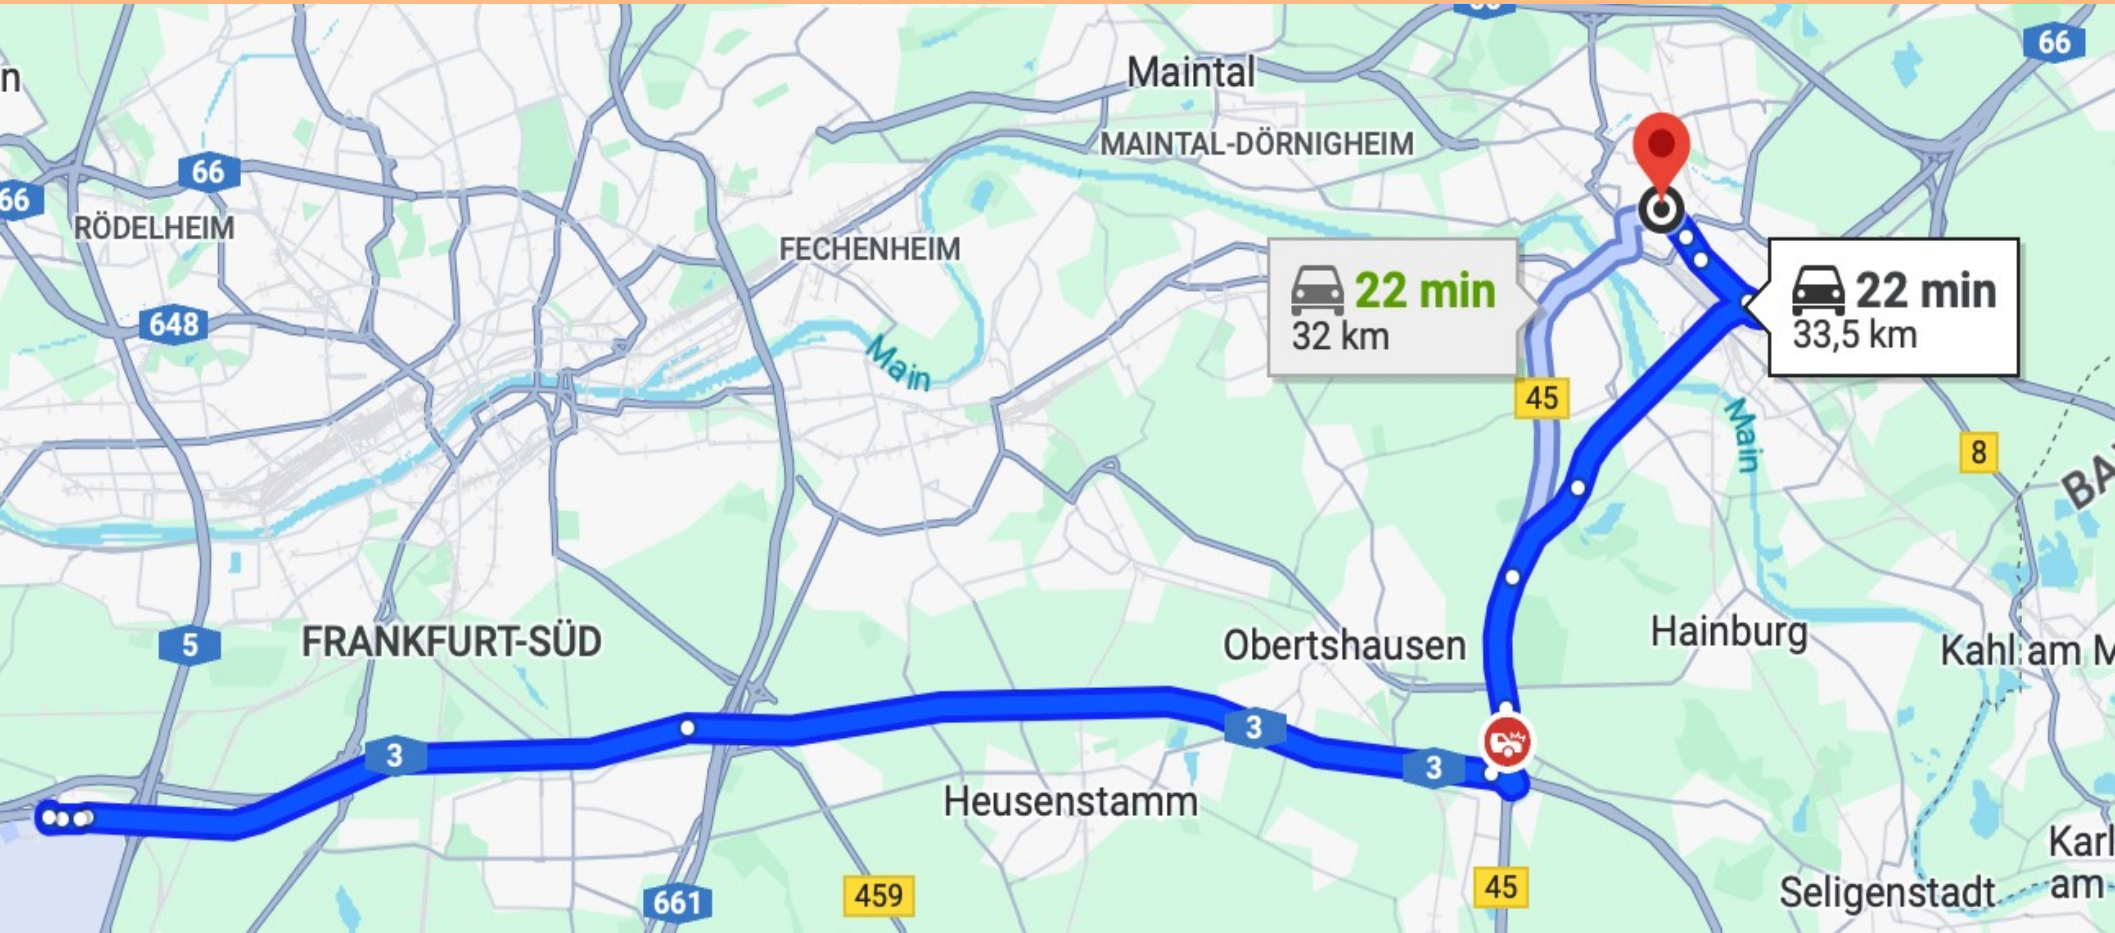 66
n
Maintal
66
MAINTAL-DÖRNIGHEIM
66
66
RÖDELHEIM
FECHENHEIM
22 min
32 km
22 min
33,5 km
648
Main
45
Main
8
BA
5
FRANKFURT-SÜD
Obertshausen
Hainburg
Kahl am M
3
3
3
Heusenstamm
Karl
am
661
459
45
Seligenstadt